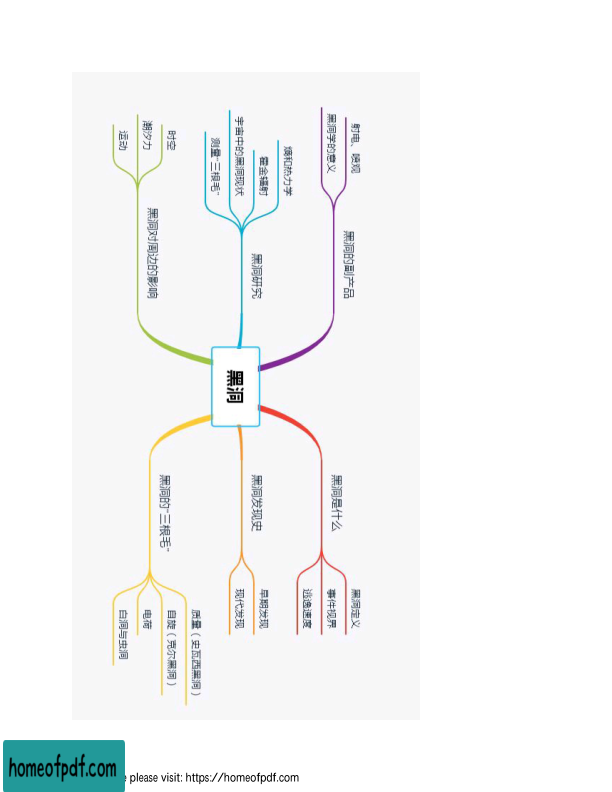 黑洞
黑洞是什么
黑洞定义
事件视界
逃逸速度
黑洞发现史
早期发现
现代发现
黑洞的“三根毛”
质量（史瓦西黑洞）
自旋（克尔黑洞）
电荷
白洞与虫洞
黑洞的副产品
射电、喷观
黑洞学的意义
黑洞研究
熵和热力学
霍金辐射
宇宙中的黑洞现状
测量“三根毛”
黑洞对周边的影响
时空
潮汐力
运动
homeofpdf.com
e please visit: https://homeofpdf.com